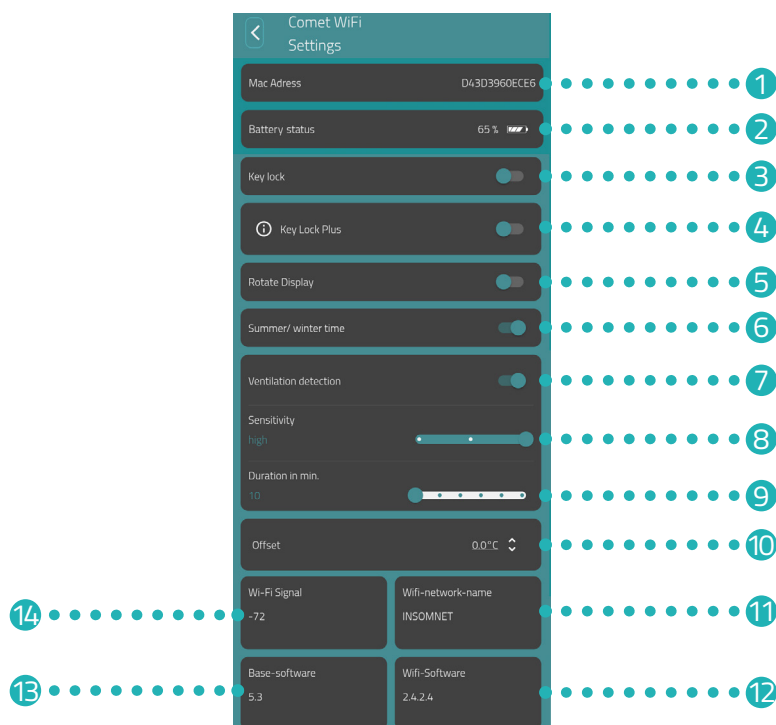 Comet WiFi
Settings
Mac Adress D43D3960ECE6 1
Battery status 65 % 2
Key lock 3
Key Lock Plus 4
Rotate Display 5
Summer/ winter time 6
Ventilation detection 7
Sensitivity
high 8
Duration in min.
10 9
Offset 0.0°C 10
Wi-Fi Signal Wifi-network-name
14 -72 INSOMNET 11
Base-software Wifi-Software
13 5.3 2.4.2.4 12